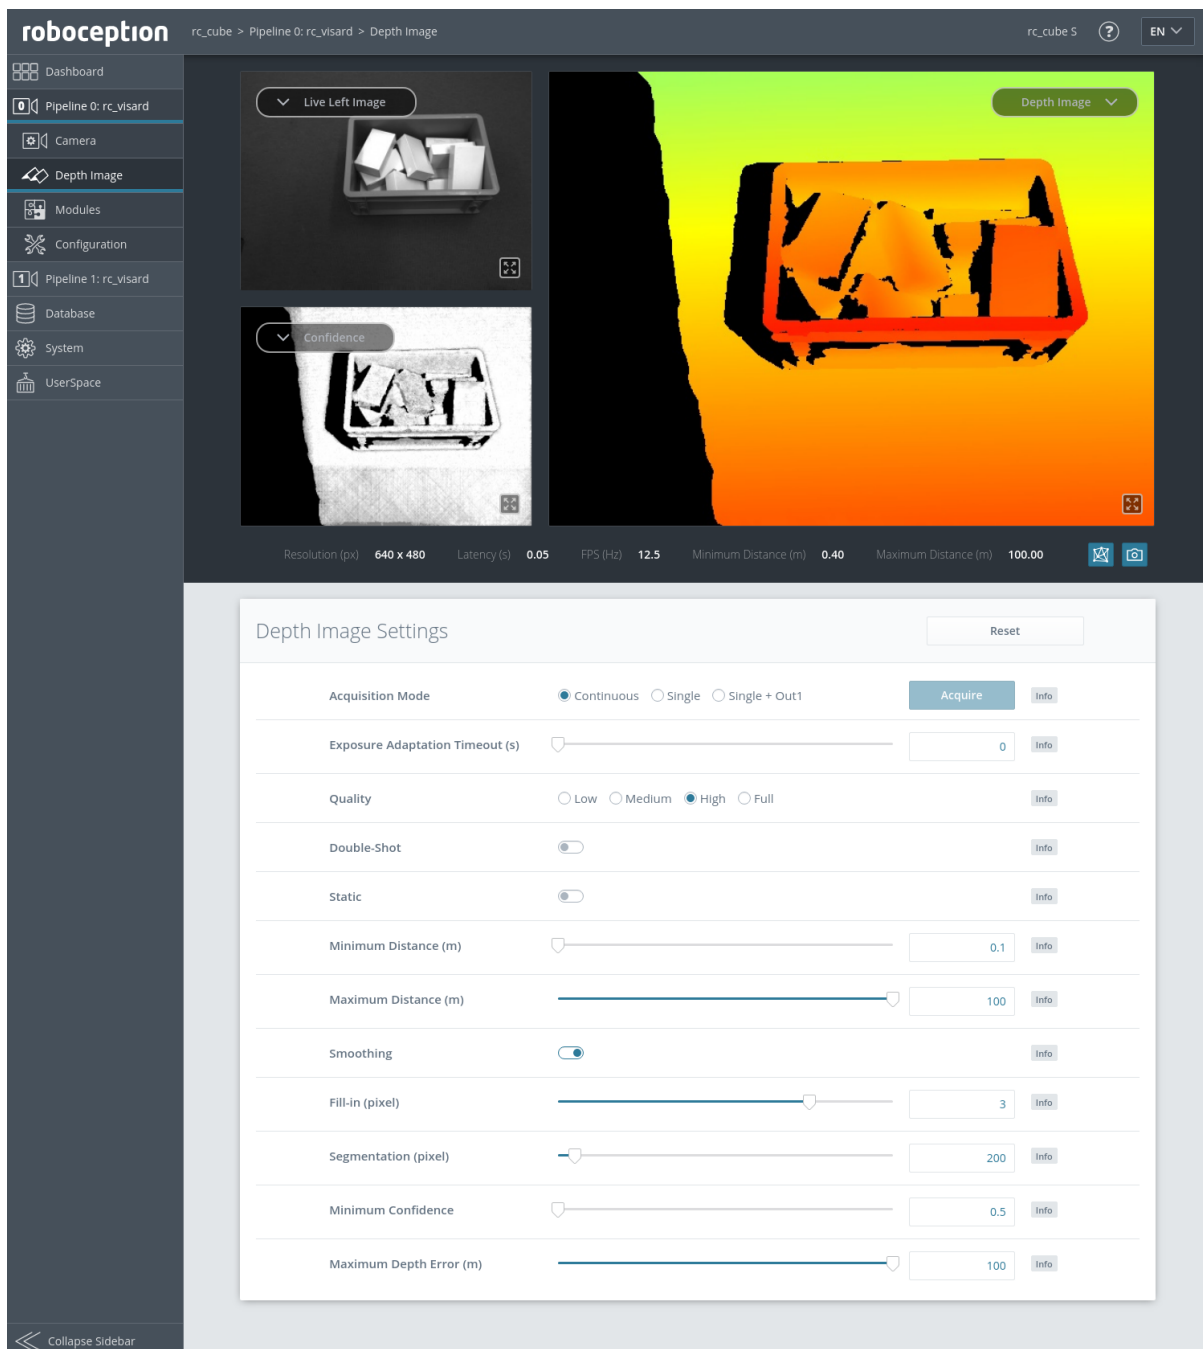 roboception
rc_cube > Pipeline 0: rc_visard > Depth Image
rc_cube S
?
EN
Dashboard
0 Pipeline 0: rc_visard
Camera
Depth Image
Modules
Configuration
1 Pipeline 1: rc_visard
Database
System
UserSpace
Collapse Sidebar
Live Left Image
Depth Image
Confidence
Resolution (px) 640 x 480 Latency (s) 0.05 FPS (Hz) 12.5 Minimum Distance (m) 0.40 Maximum Distance (m) 100.00
Depth Image Settings
Reset
Acquisition Mode Continuous Single Single + Out1 Acquire Info
Exposure Adaptation Timeout (s) 0 Info
Quality Low Medium High Full Info
Double-Shot Info
Static Info
Minimum Distance (m) 0.1 Info
Maximum Distance (m) 100 Info
Smoothing Info
Fill-in (pixel) 3 Info
Segmentation (pixel) 200 Info
Minimum Confidence 0.5 Info
Maximum Depth Error (m) 100 Info